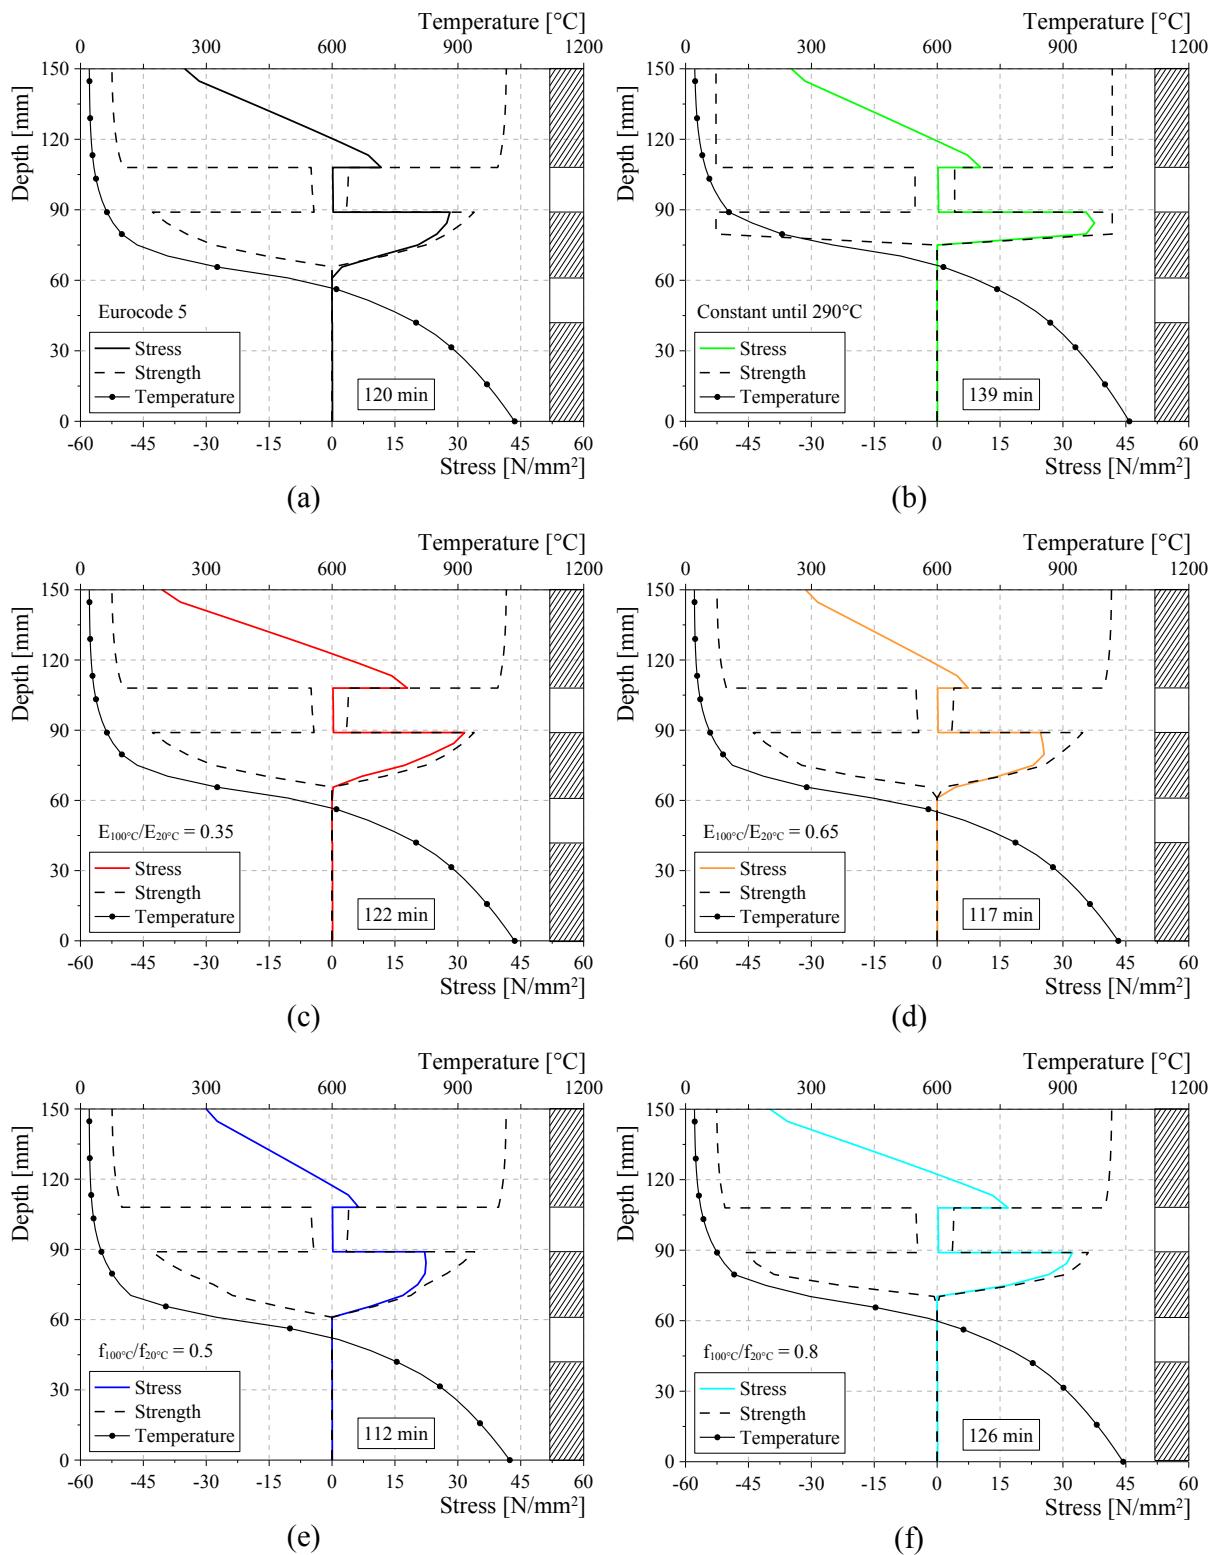 Temperature [°C]
0 300 600 900 1200
150
120
90
60
30
0
Depth [mm]
Eurocode 5
Stress
Strength
Temperature
120 min
-60 -45 -30 -15 0 15 30 45 60
Stress [N/mm²]
(a)
Temperature [°C]
0 300 600 900 1200
150
120
90
60
30
0
Depth [mm]
Constant until 290°C
Stress
Strength
Temperature
139 min
-60 -45 -30 -15 0 15 30 45 60
Stress [N/mm²]
(b)
Temperature [°C]
0 300 600 900 1200
150
120
90
60
30
0
Depth [mm]
E100°C/E20°C = 0.35
Stress
Strength
Temperature
122 min
-60 -45 -30 -15 0 15 30 45 60
Stress [N/mm²]
(c)
Temperature [°C]
0 300 600 900 1200
150
120
90
60
30
0
Depth [mm]
E100°C/E20°C = 0.65
Stress
Strength
Temperature
117 min
-60 -45 -30 -15 0 15 30 45 60
Stress [N/mm²]
(d)
Temperature [°C]
0 300 600 900 1200
150
120
90
60
30
0
Depth [mm]
f100°C/f20°C = 0.5
Stress
Strength
Temperature
112 min
-60 -45 -30 -15 0 15 30 45 60
Stress [N/mm²]
(e)
Temperature [°C]
0 300 600 900 1200
150
120
90
60
30
0
Depth [mm]
f100°C/f20°C = 0.8
Stress
Strength
Temperature
126 min
-60 -45 -30 -15 0 15 30 45 60
Stress [N/mm²]
(f)